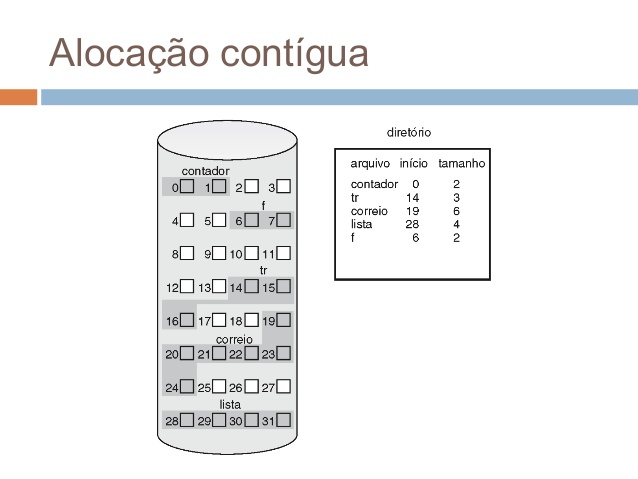 Alocação contígua
contador
0 1 2 3
f
4 5 6 7
8 9 10 11
tr
12 13 14 15
16 17 18 19
correio
20 21 22 23
24 25 26 27
lista
28 29 30 31
diretório
arquivo início tamanho
contador 0 2
tr 14 3
correio 19 6
lista 28 4
f 6 2